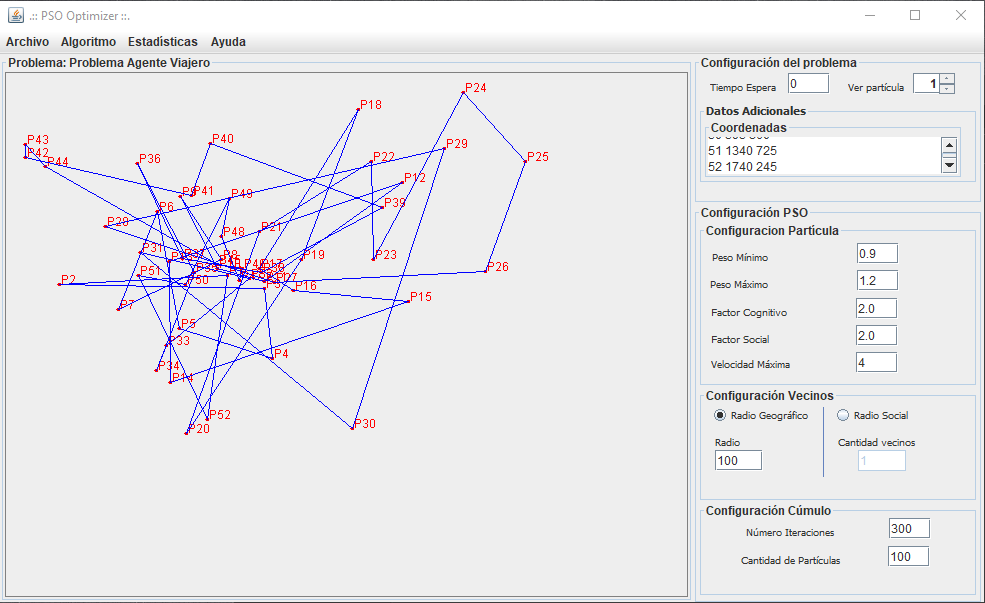 .:: PSO Optimizer ::.
Archivo Algoritmo Estadísticas Ayuda
Problema: Problema Agente Viajero
P24
P18
P43
P40
P29
P42
P44
P36
P22
P25
P12
P41
P49
P39
P6
P28
P21
P48
P31
P19
P23
P51
P26
P2
P50
P16
P15
P7
P5
P33
P4
P34
P14
P52
P20
P30
Configuración del problema
Tiempo Espera 0 Ver partícula 1
Datos Adicionales
Coordenadas
51 1340 725
52 1740 245
Configuración PSO
Configuracion Particula
Peso Mínimo 0.9
Peso Máximo 1.2
Factor Cognitivo 2.0
Factor Social 2.0
Velocidad Máxima 4
Configuración Vecinos
Radio Geográfico Radio Social
Radio Cantidad vecinos
100 1
Configuración Cúmulo
Número Iteraciones 300
Cantidad de Partículas 100